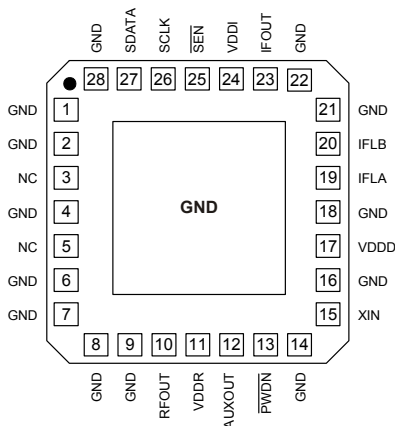 GND SDATA SCLK SEN VDDI IFOUT GND
28 27 26 25 24 23 22
GND 1 21 GND
GND 2 20 IFLB
NC 3 19 IFLA
GND 4 GND 18 GND
NC 5 17 VDDD
GND 6 16 GND
GND 7 15 XIN
8 9 10 11 12 13 14
GND GND RFOUT VDDR AUXOUT PWDN GND